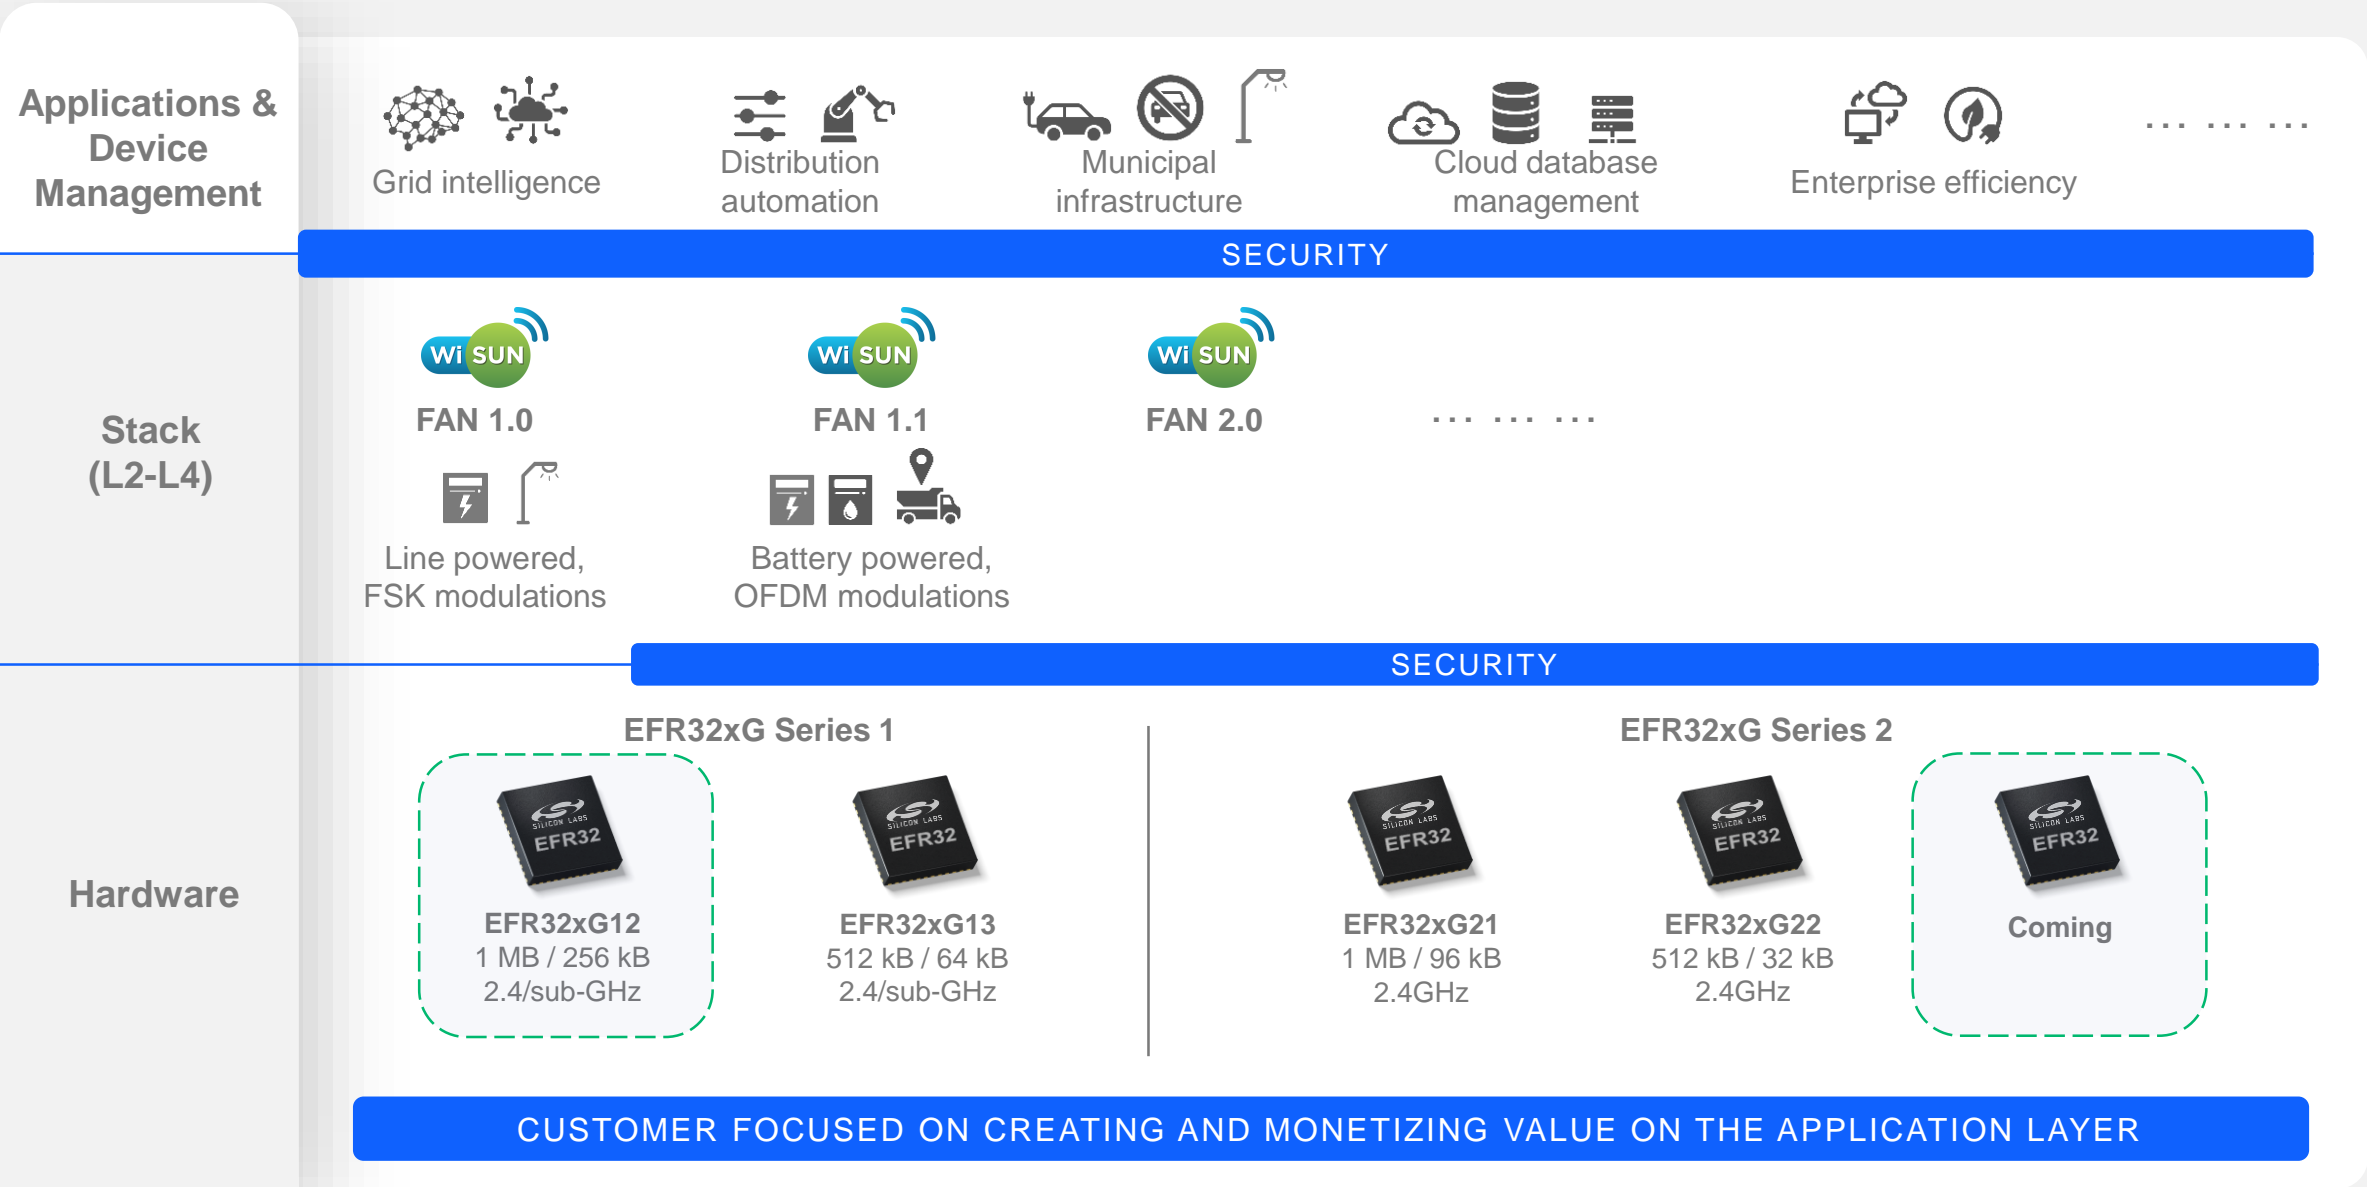 Applications &
Device
Management
Grid intelligence
Distribution
automation
Municipal
infrastructure
Cloud database
management
Enterprise efficiency
... ... ...
SECURITY
Stack
(L2-L4)
Wi SUN
FAN 1.0
Line powered,
FSK modulations
Wi SUN
FAN 1.1
Battery powered,
OFDM modulations
Wi SUN
FAN 2.0
... ... ...
SECURITY
Hardware
EFR32xG Series 1
SILICON LABS
EFR32
EFR32xG12
1 MB / 256 kB
2.4/sub-GHz
SILICON LABS
EFR32
EFR32xG13
512 kB / 64 kB
2.4/sub-GHz
EFR32xG Series 2
SILICON LABS
EFR32
EFR32xG21
1 MB / 96 kB
2.4GHz
SILICON LABS
EFR32
EFR32xG22
512 kB / 32 kB
2.4GHz
SILICON LABS
EFR32
Coming
CUSTOMER FOCUSED ON CREATING AND MONETIZING VALUE ON THE APPLICATION LAYER